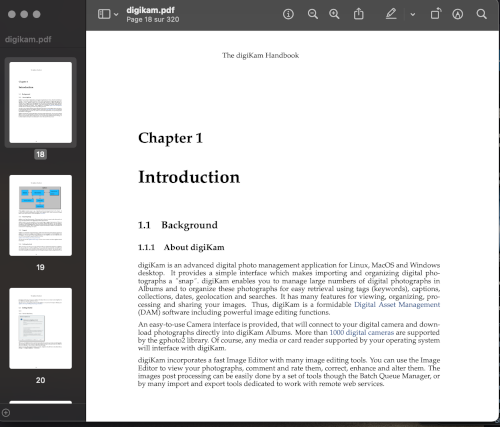 digikam.pdf
Page 18 sur 320
digikam.pdf
18
19
20
The digiKam Handbook
Chapter 1
Introduction
1.1 Background
1.1.1 About digiKam
digiKam is an advanced digital photo management application for Linux, MacOS and Windows
desktop. It provides a simple interface which makes importing and organizing digital pho-
tographs a "snap". digiKam enables you to manage large numbers of digital photographs in
Albums and to organize these photographs for easy retrieval using tags (keywords), captions,
collections, dates, geolocation and searches. It has many features for viewing, organizing, pro-
cessing and sharing your images. Thus, digiKam is a formidable Digital Asset Management
(DAM) software including powerful image editing functions.
An easy-to-use Camera interface is provided, that will connect to your digital camera and down-
load photographs directly into digiKam Albums. More than 1000 digital cameras are supported
by the gphoto2 library. Of course, any media or card reader supported by your operating system
will interface with digiKam.
digiKam incorporates a fast Image Editor with many image editing tools. You can use the Image
Editor to view your photographs, comment and rate them, correct, enhance and alter them. The
images post processing can be easily done by a set of tools though the Batch Queue Manager, or
by many import and export tools dedicated to work with remote web services.